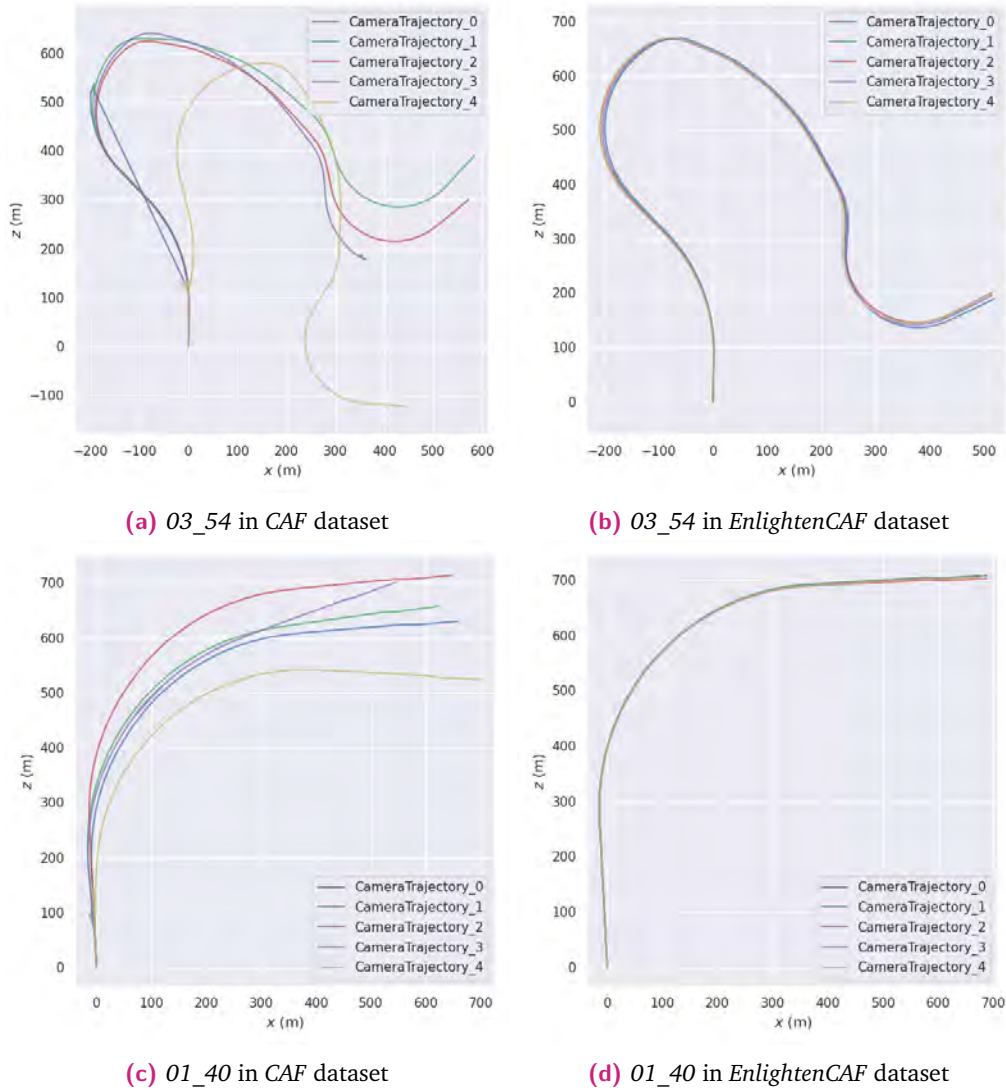 CameraTrajectory_0
CameraTrajectory_1
CameraTrajectory_2
CameraTrajectory_3
CameraTrajectory_4
600
500
400
300
200
100
0
−100
z (m)
−200 −100 0 100 200 300 400 500 600
x (m)
(a) 03_54 in CAF dataset
CameraTrajectory_0
CameraTrajectory_1
CameraTrajectory_2
CameraTrajectory_3
CameraTrajectory_4
700
600
500
400
300
200
100
0
z (m)
−200 −100 0 100 200 300 400 500
x (m)
(b) 03_54 in EnlightenCAF dataset
700
600
500
400
300
200
100
0
z (m)
CameraTrajectory_0
CameraTrajectory_1
CameraTrajectory_2
CameraTrajectory_3
CameraTrajectory_4
0 100 200 300 400 500 600 700
x (m)
(c) 01_40 in CAF dataset
700
600
500
400
300
200
100
0
z (m)
CameraTrajectory_0
CameraTrajectory_1
CameraTrajectory_2
CameraTrajectory_3
CameraTrajectory_4
0 100 200 300 400 500 600 700
x (m)
(d) 01_40 in EnlightenCAF dataset